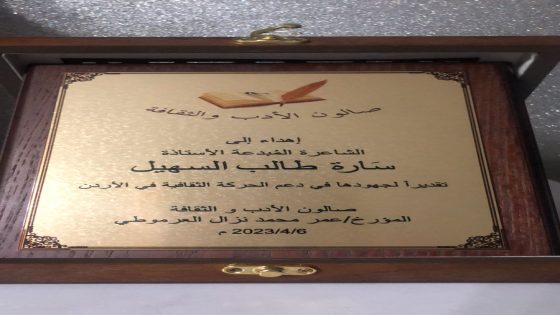 صالون الأدب والثقافة
إهداء إلى
الشاعرة المبدعة الأستاذة
سارة طالب السهيل
تقديراً لجهودها في دعم الحركة الثقافية في الأردن
صالون الأدب و الثقافة
المؤرخ/عمر محمد نزال العرموطي
2023/4/6 م